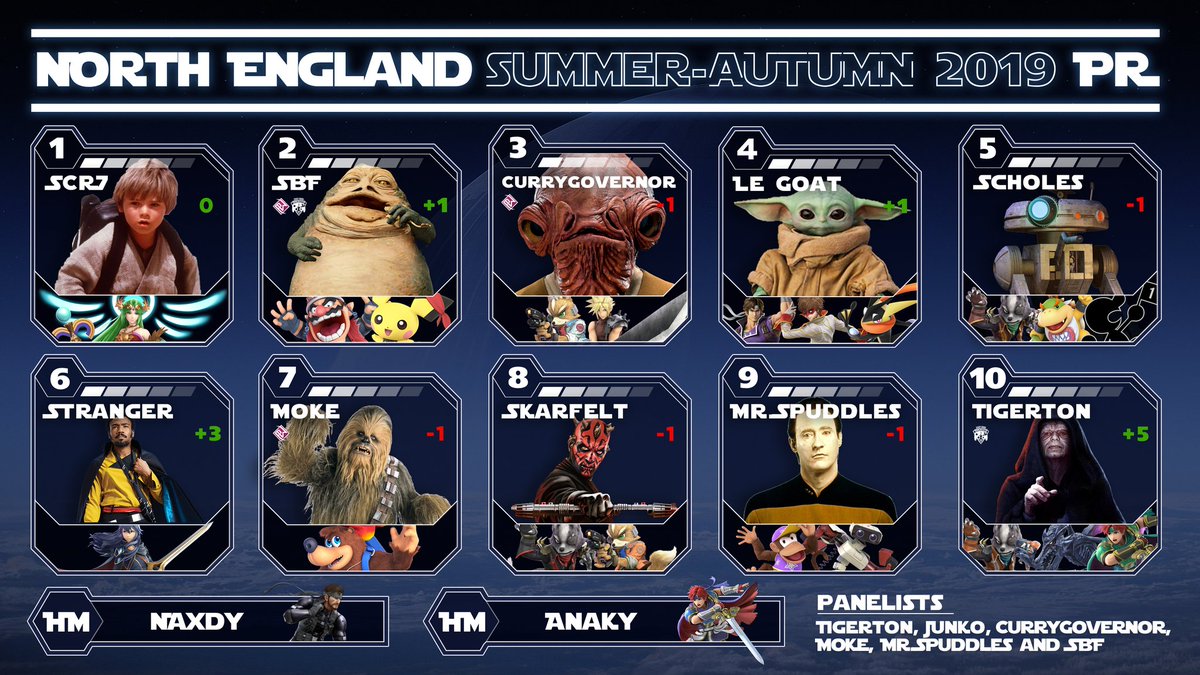 NORTH ENGLAND SUMMER-AUTUMN 2019 PR
1
SCR7
0
2
SBF
+1
3
CURRYGOVERNOR
-1
4
LE GOAT
+1
5
SCHOLES
-1
6
STRANGER
+3
7
MOKE
-1
8
SKARFELT
-1
9
MR.SPUDDLES
-1
10
TIGERTON
+5
HM NAXDY
HM ANAKY
PANELISTS
TIGERTON, JUNKO, CURRYGOVERNOR,
MOKE, MR.SPUDDLES AND SBF